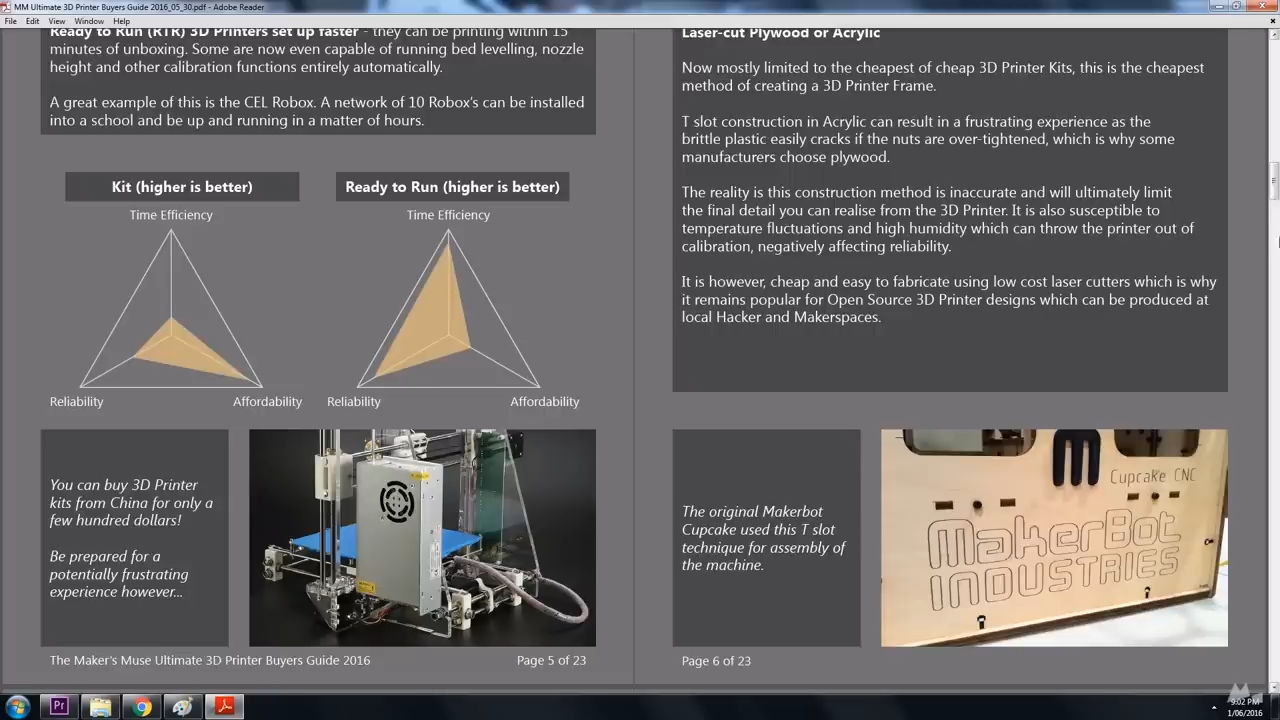 MM Ultimate 3D Printer Buyers Guide 2016_05_30.pdf - Adobe Reader
File Edit View Window Help
Ready to Run (RTR) 3D Printers set up faster - they can be printing within 15
minutes of unboxing. Some are now even capable of running bed levelling, nozzle
height and other calibration functions entirely automatically.
A great example of this is the CEL Robox. A network of 10 Robox's can be installed
into a school and be up and running in a matter of hours.
Kit (higher is better)
Time Efficiency
Reliability
Affordability
Ready to Run (higher is better)
Time Efficiency
Reliability
Affordability
You can buy 3D Printer
kits from China for only a
few hundred dollars!
Be prepared for a
potentially frustrating
experience however...
The Maker's Muse Ultimate 3D Printer Buyers Guide 2016
Page 5 of 23
Laser-cut Plywood or Acrylic
Now mostly limited to the cheapest of cheap 3D Printer Kits, this is the cheapest
method of creating a 3D Printer Frame.
T slot construction in Acrylic can result in a frustrating experience as the
brittle plastic easily cracks if the nuts are over-tightened, which is why some
manufacturers choose plywood.
The reality is this construction method is inaccurate and will ultimately limit
the final detail you can realise from the 3D Printer. It is also susceptible to
temperature fluctuations and high humidity which can throw the printer out of
calibration, negatively affecting reliability.
It is however, cheap and easy to fabricate using low cost laser cutters which is why
it remains popular for Open Source 3D Printer designs which can be produced at
local Hacker and Makerspaces.
The original Makerbot
Cupcake used this T slot
technique for assembly of
the machine.
Cupcake CNC
MakerBot
INDUSTRIES
Page 6 of 23
Pr
9:02 PM
1/06/2016